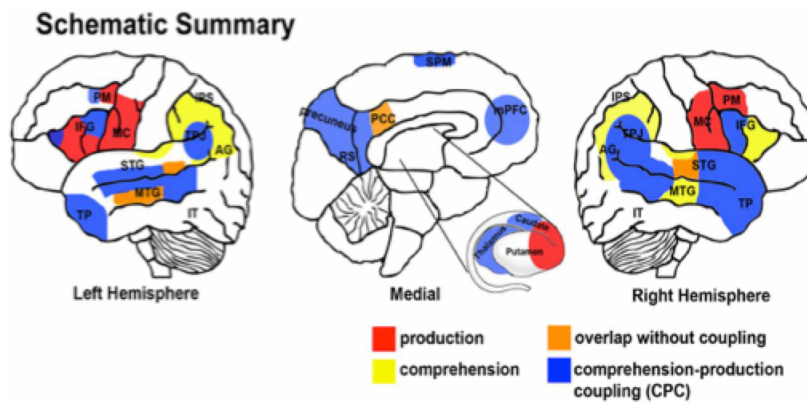 Schematic Summary
PM
IPS
IFG
MC
TPJ
AG
STG
MTG
TP
IT
Left Hemisphere
SPM
mPFC
precuneus
PCC
RS
Caudate
Thalamus
Putamen
Medial
IPS
PM
MC
IFG
TPJ
AG
STG
MTG
TP
IT
Right Hemisphere
production
overlap without coupling
comprehension
comprehension-production
coupling (CPC)